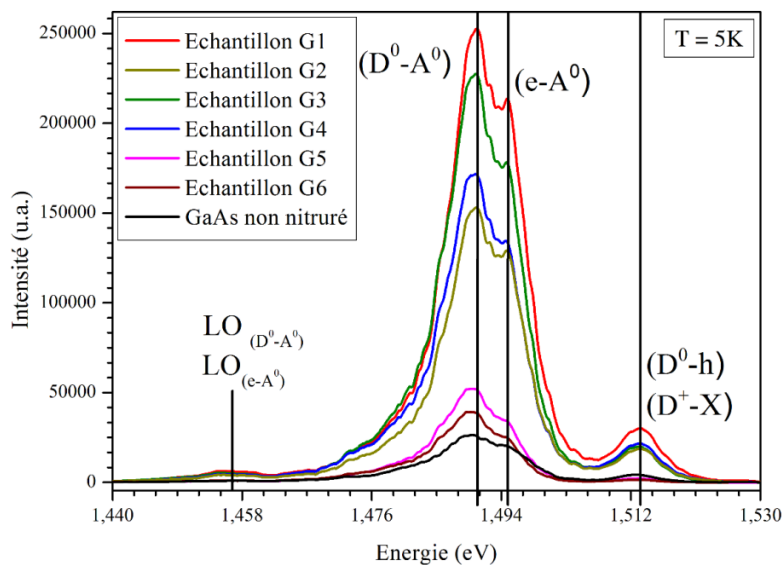 250000
200000
150000
100000
50000
0
Intensité (u.a.)
Echantillon G1
Echantillon G2
Echantillon G3
Echantillon G4
Echantillon G5
Echantillon G6
GaAs non nitruré
(D⁰-A⁰)
(e-A⁰)
T = 5K
LO (D⁰-A⁰)
LO (e-A⁰)
(D⁰-h)
(D⁺-X)
1,440 1,458 1,476 1,494 1,512 1,530
Energie (eV)